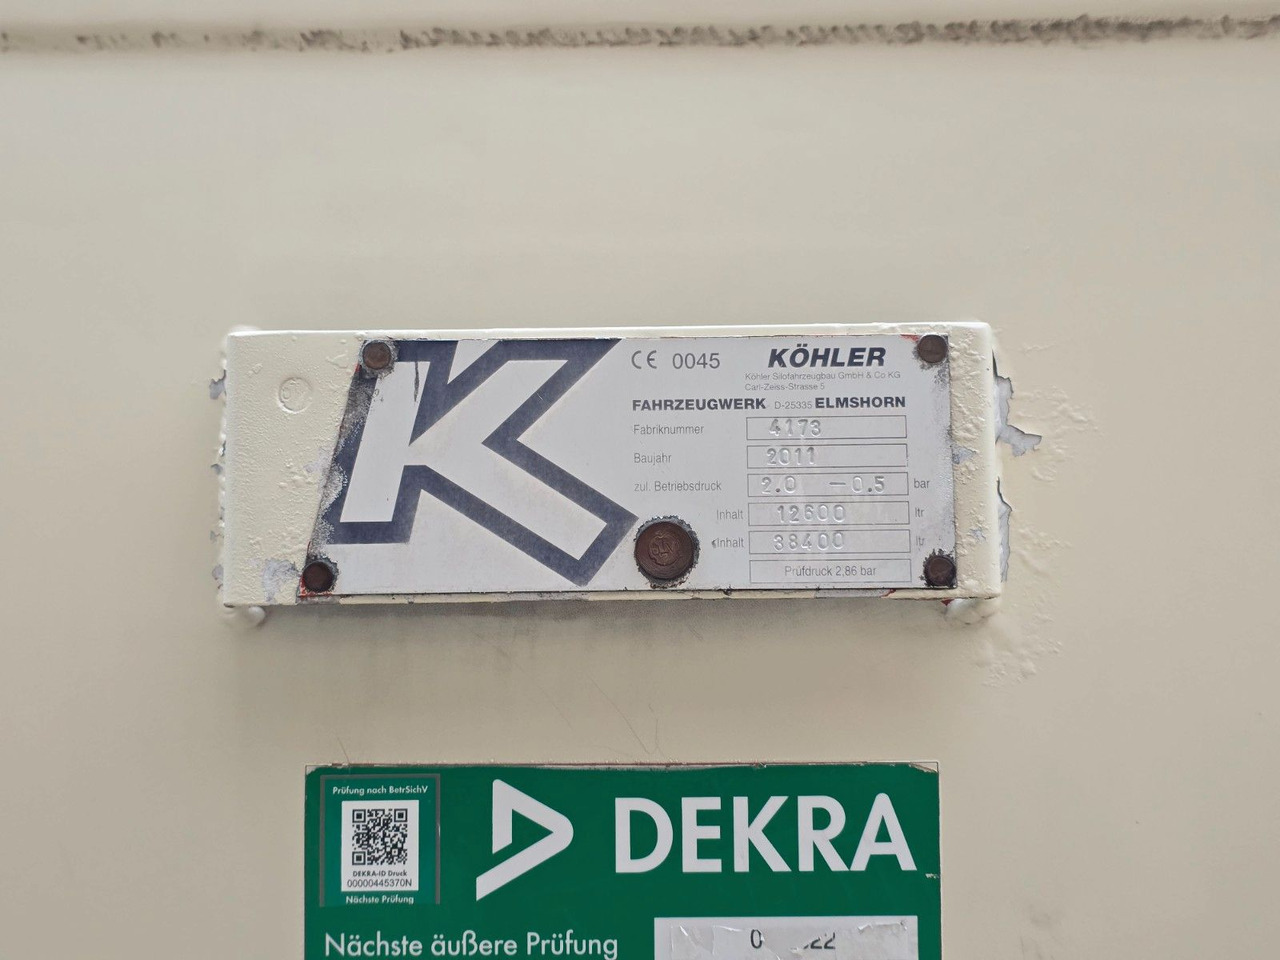 CE 0045
KÖHLER
Köhler Silofahrzeugbau GmbH & Co KG
Carl-Zeiss-Strasse 5
FAHRZEUGWERK D-25335 ELMSHORN
Fabriknummer 4173
Baujahr 2011
zul. Betriebsdruck 2.0 -0.5 bar
Inhalt 12600 ltr
Inhalt 38400 ltr
Prüfdruck 2,86 bar
Prüfung nach BetrSichV
DEKRA-ID Druck
00000445370N
Nächste Prüfung
DEKRA
Nächste äußere Prüfung